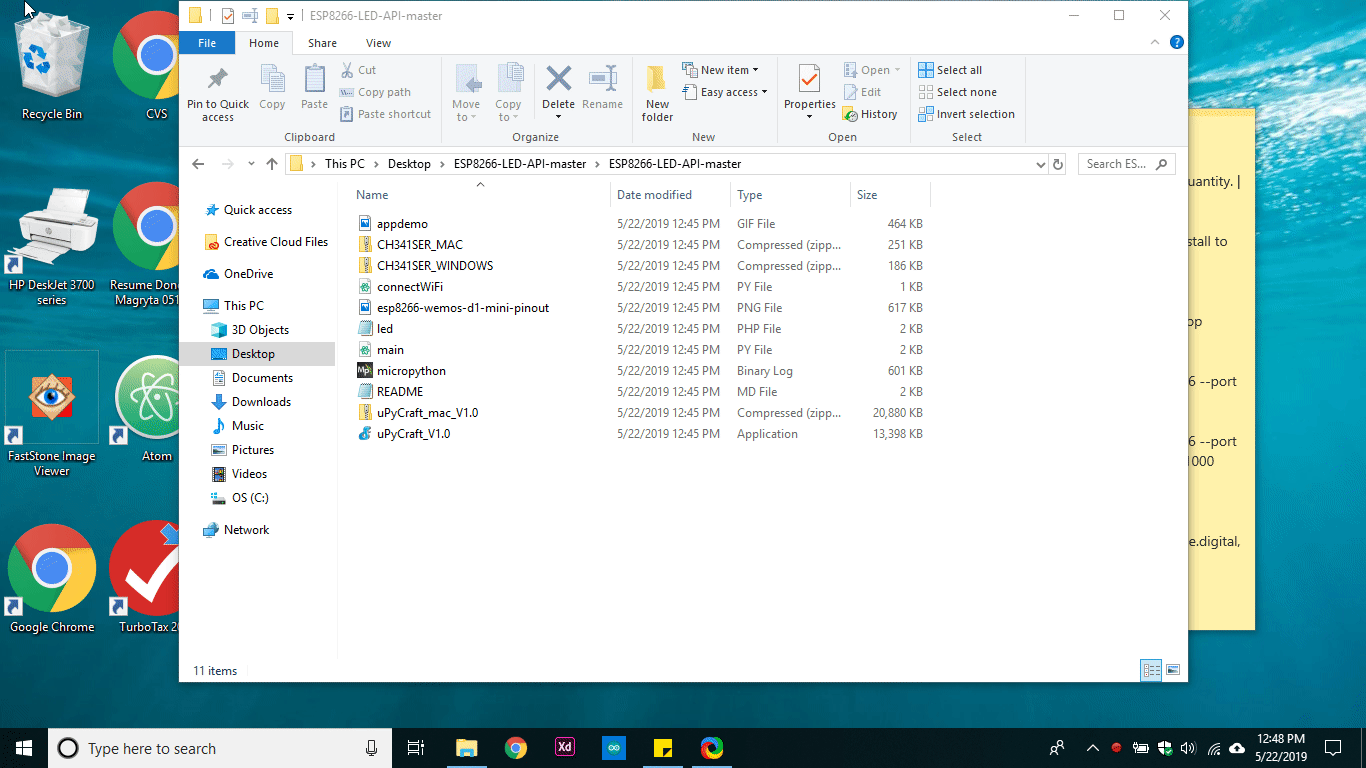 ESP8266-LED-API-master
File Home Share View
Pin to Quick access
Copy
Paste
Cut
Copy path
Paste shortcut
Clipboard
Move to
Copy to
Delete
Rename
Organize
New folder
New item
Easy access
New
Properties
Open
Edit
History
Open
Select all
Select none
Invert selection
Select
This PC > Desktop > ESP8266-LED-API-master > ESP8266-LED-API-master
Search ES...
Quick access
Creative Cloud Files
OneDrive
This PC
3D Objects
Desktop
Documents
Downloads
Music
Pictures
Videos
OS (C:)
Network
Name Date modified Type Size
appdemo 5/22/2019 12:45 PM GIF File 464 KB
CH341SER_MAC 5/22/2019 12:45 PM Compressed (zipp... 251 KB
CH341SER_WINDOWS 5/22/2019 12:45 PM Compressed (zipp... 186 KB
connectWiFi 5/22/2019 12:45 PM PY File 1 KB
esp8266-wemos-d1-mini-pinout 5/22/2019 12:45 PM PNG File 617 KB
led 5/22/2019 12:45 PM PHP File 2 KB
main 5/22/2019 12:45 PM PY File 2 KB
micropython 5/22/2019 12:45 PM Binary Log 601 KB
README 5/22/2019 12:45 PM MD File 2 KB
uPyCraft_mac_V1.0 5/22/2019 12:45 PM Compressed (zipp... 20,880 KB
uPyCraft_V1.0 5/22/2019 12:45 PM Application 13,398 KB
11 items
Recycle Bin
CVS
HP DeskJet 3700
series
Resume Don
Magryta 051
FastStone Image
Viewer
Atom
Google Chrome
TurboTax 20
uantity. |
stall to
op
6 --port
6 --port
1000
e.digital,
Type here to search
Xd
12:48 PM
5/22/2019